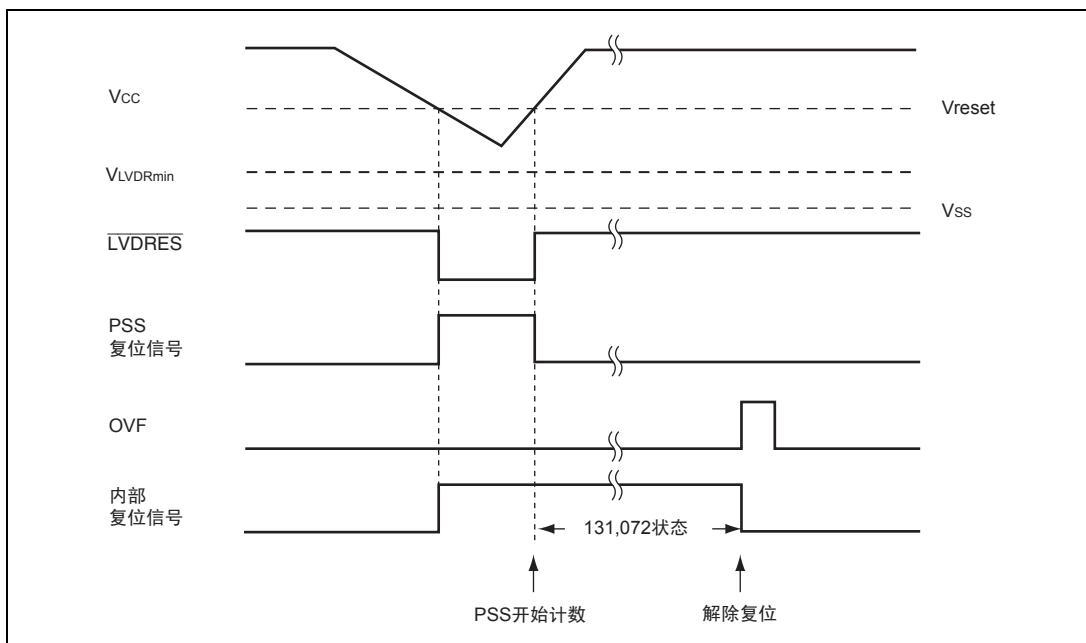 Vcc
Vreset
VLVDRmin
Vss
LVDRES
PSS
复位信号
OVF
内部
复位信号
131,072状态
PSS开始计数
解除复位